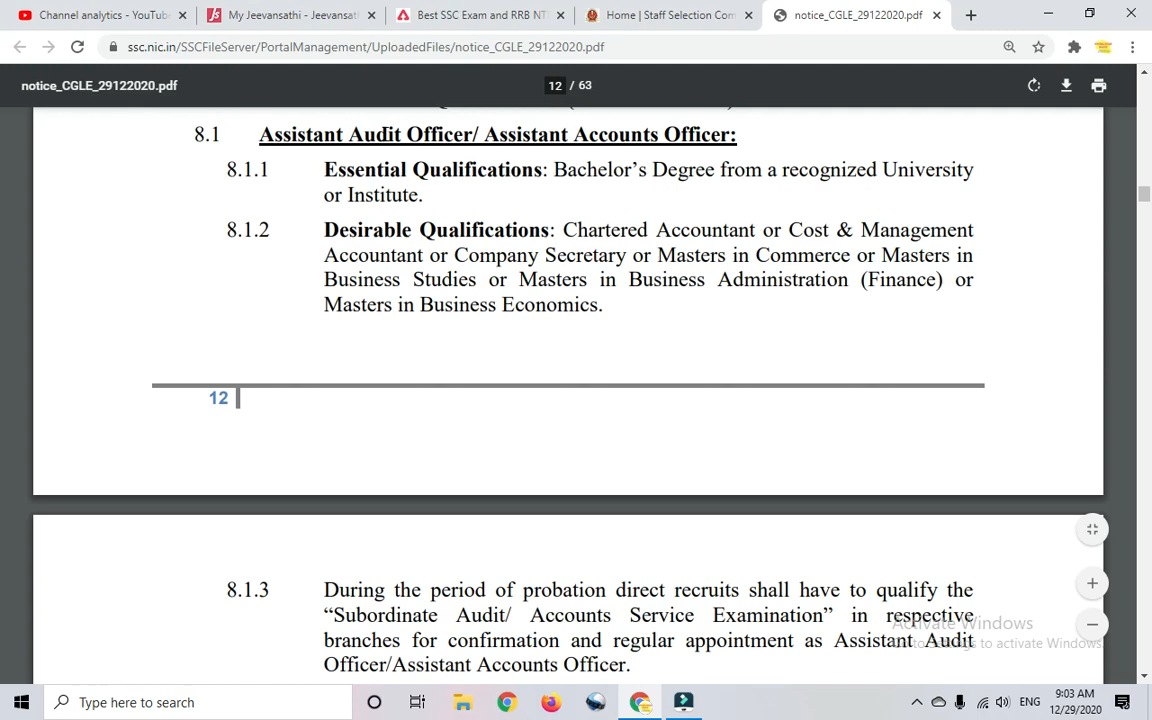 Channel analytics - YouTub
My Jeevansathi - Jeevansat
Best SSC Exam and RRB NT
Home | Staff Selection Com
notice_CGLE_29122020.pdf
ssc.nic.in/SSCFileServer/PortalManagement/UploadedFiles/notice_CGLE_29122020.pdf
notice_CGLE_29122020.pdf
12 / 63
8.1 Assistant Audit Officer/ Assistant Accounts Officer:
8.1.1 Essential Qualifications: Bachelor’s Degree from a recognized University
or Institute.
8.1.2 Desirable Qualifications: Chartered Accountant or Cost & Management
Accountant or Company Secretary or Masters in Commerce or Masters in
Business Studies or Masters in Business Administration (Finance) or
Masters in Business Economics.
12
8.1.3 During the period of probation direct recruits shall have to qualify the
“Subordinate Audit/ Accounts Service Examination” in respective
branches for confirmation and regular appointment as Assistant Audit
Officer/Assistant Accounts Officer.
Activate Windows
Go to Settings to activate Windows.
Type here to search
ENG
9:03 AM
12/29/2020